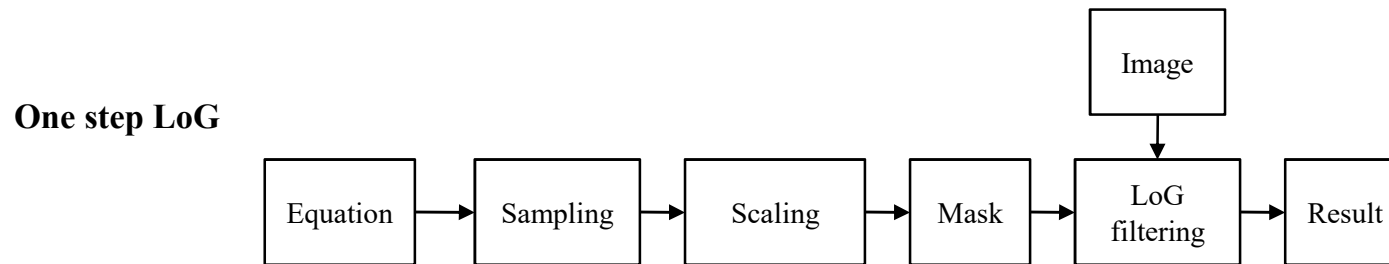 Image
One step LoG
Equation
Sampling
Scaling
Mask
LoG
filtering
Result